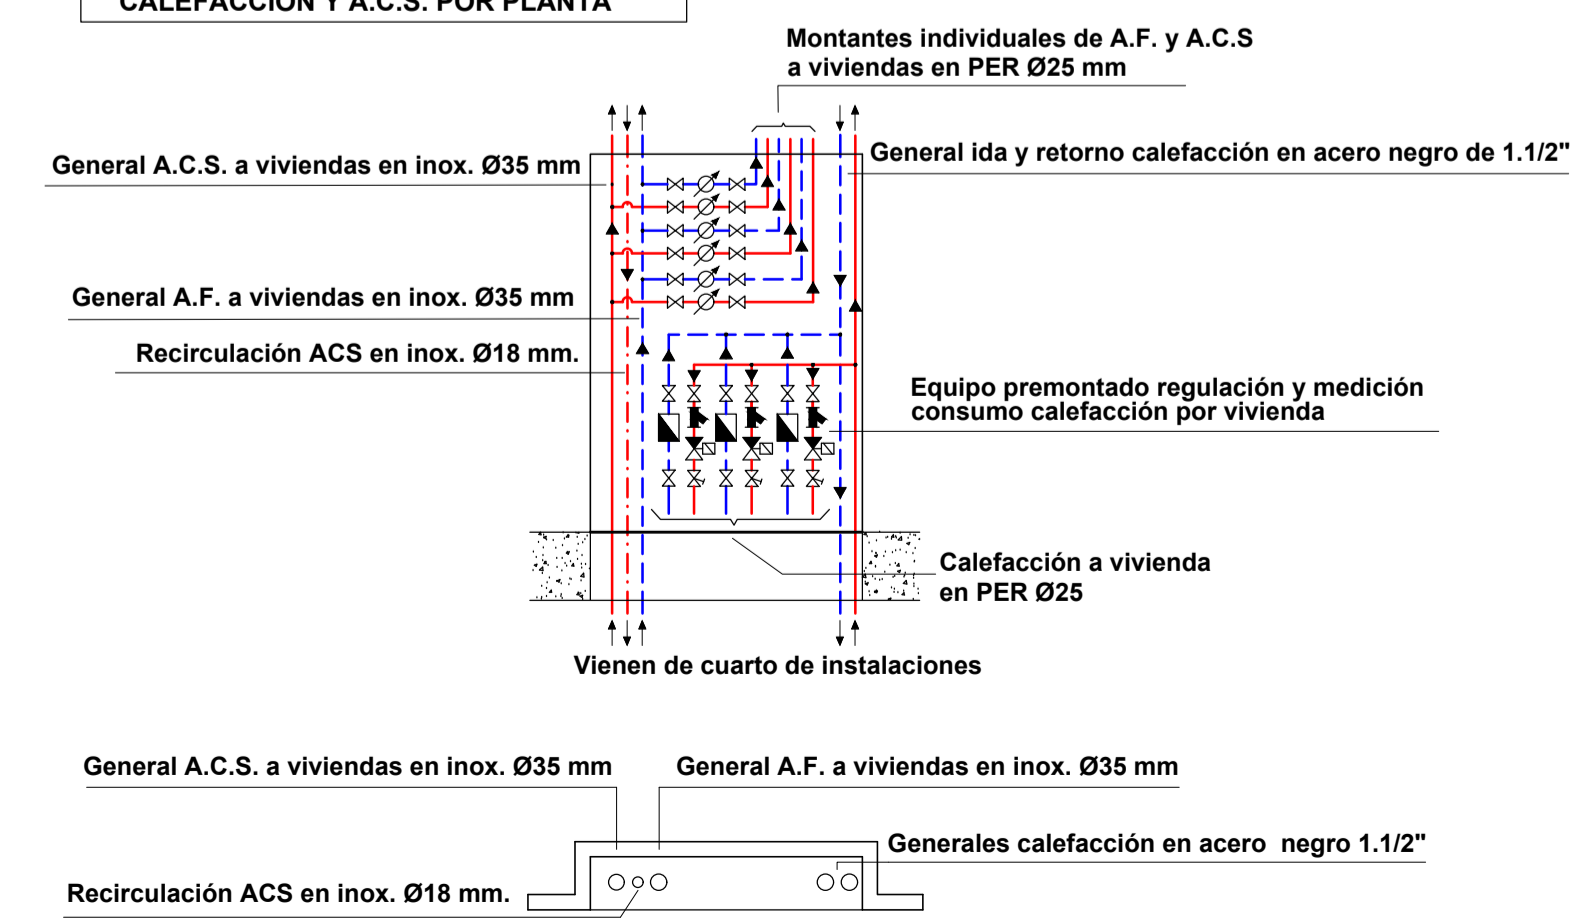 CALEFACCIÓN Y A.C.S. POR PLANTA
Montantes individuales de A.F. y A.C.S
a viviendas en PER Ø25 mm
General A.C.S. a viviendas en inox. Ø35 mm
General ida y retorno calefacción en acero negro de 1.1/2"
General A.F. a viviendas en inox. Ø35 mm
Recirculación ACS en inox. Ø18 mm.
Equipo premontado regulación y medición
consumo calefacción por vivienda
Calefacción a vivienda
en PER Ø25
Vienen de cuarto de instalaciones
General A.C.S. a viviendas en inox. Ø35 mm
General A.F. a viviendas en inox. Ø35 mm
Generales calefacción en acero negro 1.1/2"
Recirculación ACS en inox. Ø18 mm.